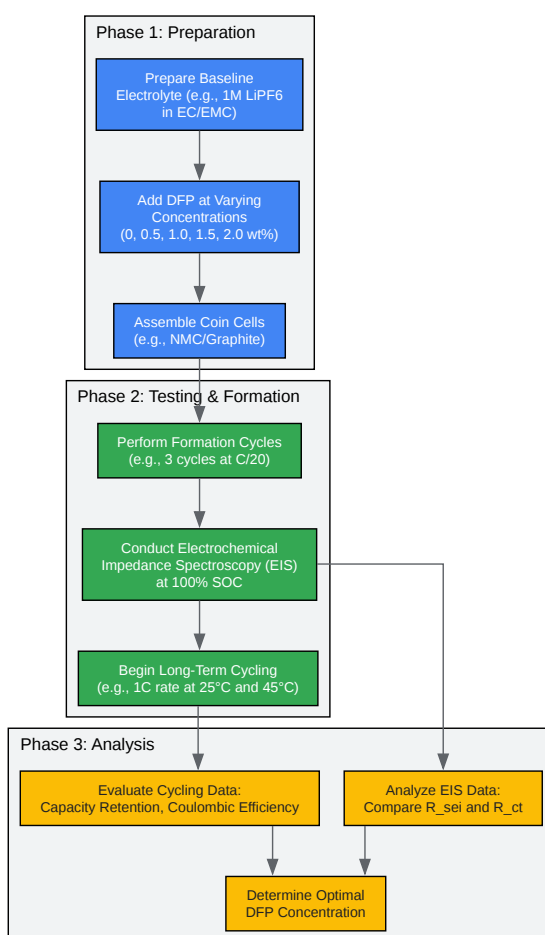 Phase 1: Preparation
Prepare Baseline
Electrolyte (e.g., 1M LiPF6
in EC/EMC)
Add DFP at Varying
Concentrations
(0, 0.5, 1.0, 1.5, 2.0 wt%)
Assemble Coin Cells
(e.g., NMC/Graphite)
Phase 2: Testing & Formation
Perform Formation Cycles
(e.g., 3 cycles at C/20)
Conduct Electrochemical
Impedance Spectroscopy (EIS)
at 100% SOC
Begin Long-Term Cycling
(e.g., 1C rate at 25°C and 45°C)
Phase 3: Analysis
Evaluate Cycling Data:
Capacity Retention, Coulombic Efficiency
Analyze EIS Data:
Compare R_sei and R_ct
Determine Optimal
DFP Concentration